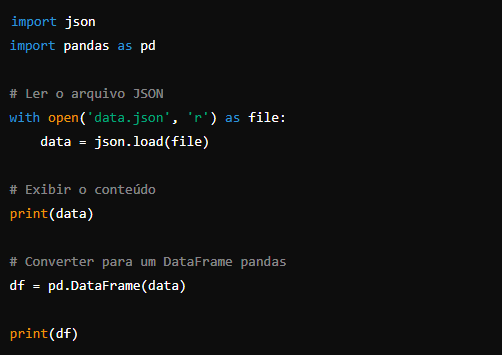 import json
import pandas as pd
# Ler o arquivo JSON
with open('data.json', 'r') as file:
    data = json.load(file)
# Exibir o conteúdo
print(data)
# Converter para um DataFrame pandas
df = pd.DataFrame(data)
print(df)